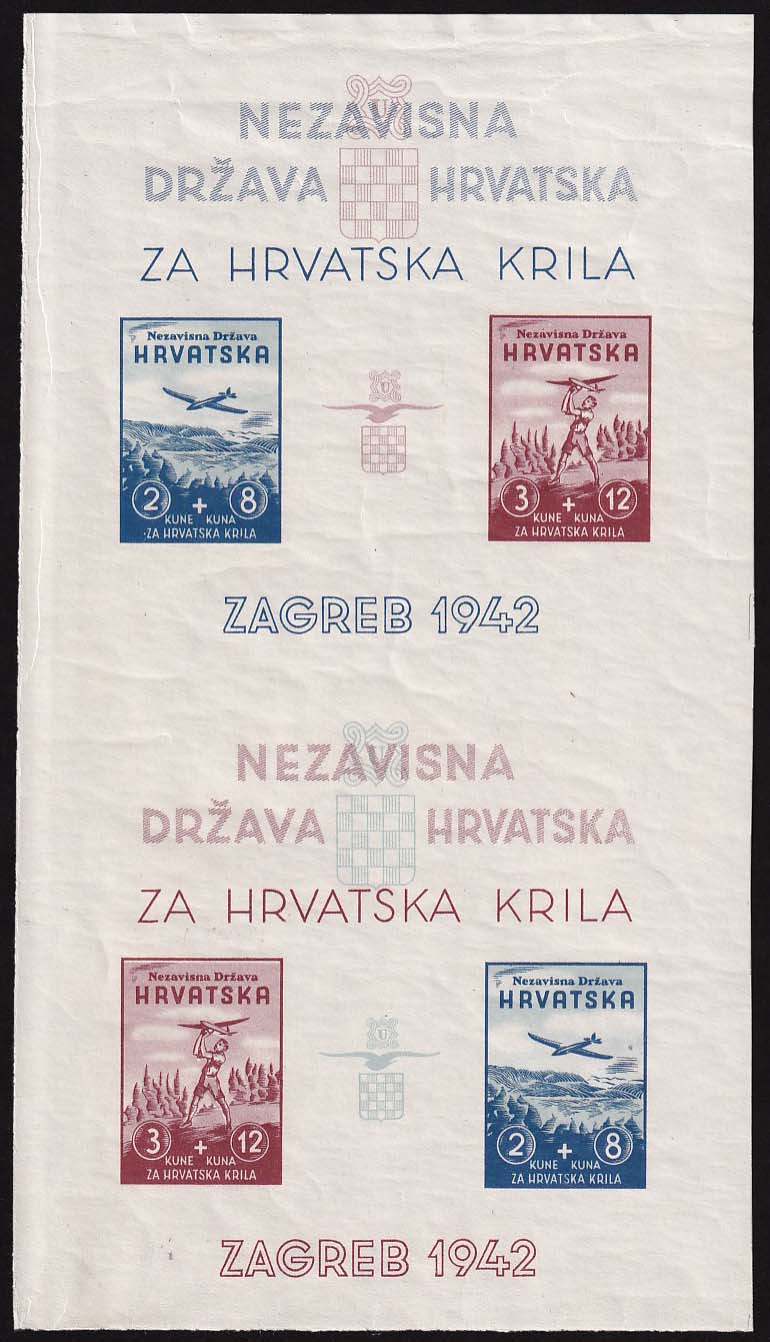 U
NEZAVISNA
DRŽAVA HRVATSKA
ZA HRVATSKA KRILA
Nezavisna Država
HRVATSKA
2 + 8
KUNE KUNA
ZA HRVATSKA KRILA
U
Nezavisna Država
HRVATSKA
3 + 12
KUNE KUNA
ZA HRVATSKA KRILA
ZAGREB 1942
U
NEZAVISNA
DRŽAVA HRVATSKA
ZA HRVATSKA KRILA
Nezavisna Država
HRVATSKA
3 + 12
KUNE KUNA
ZA HRVATSKA KRILA
U
Nezavisna Država
HRVATSKA
2 + 8
KUNE KUNA
ZA HRVATSKA KRILA
ZAGREB 1942